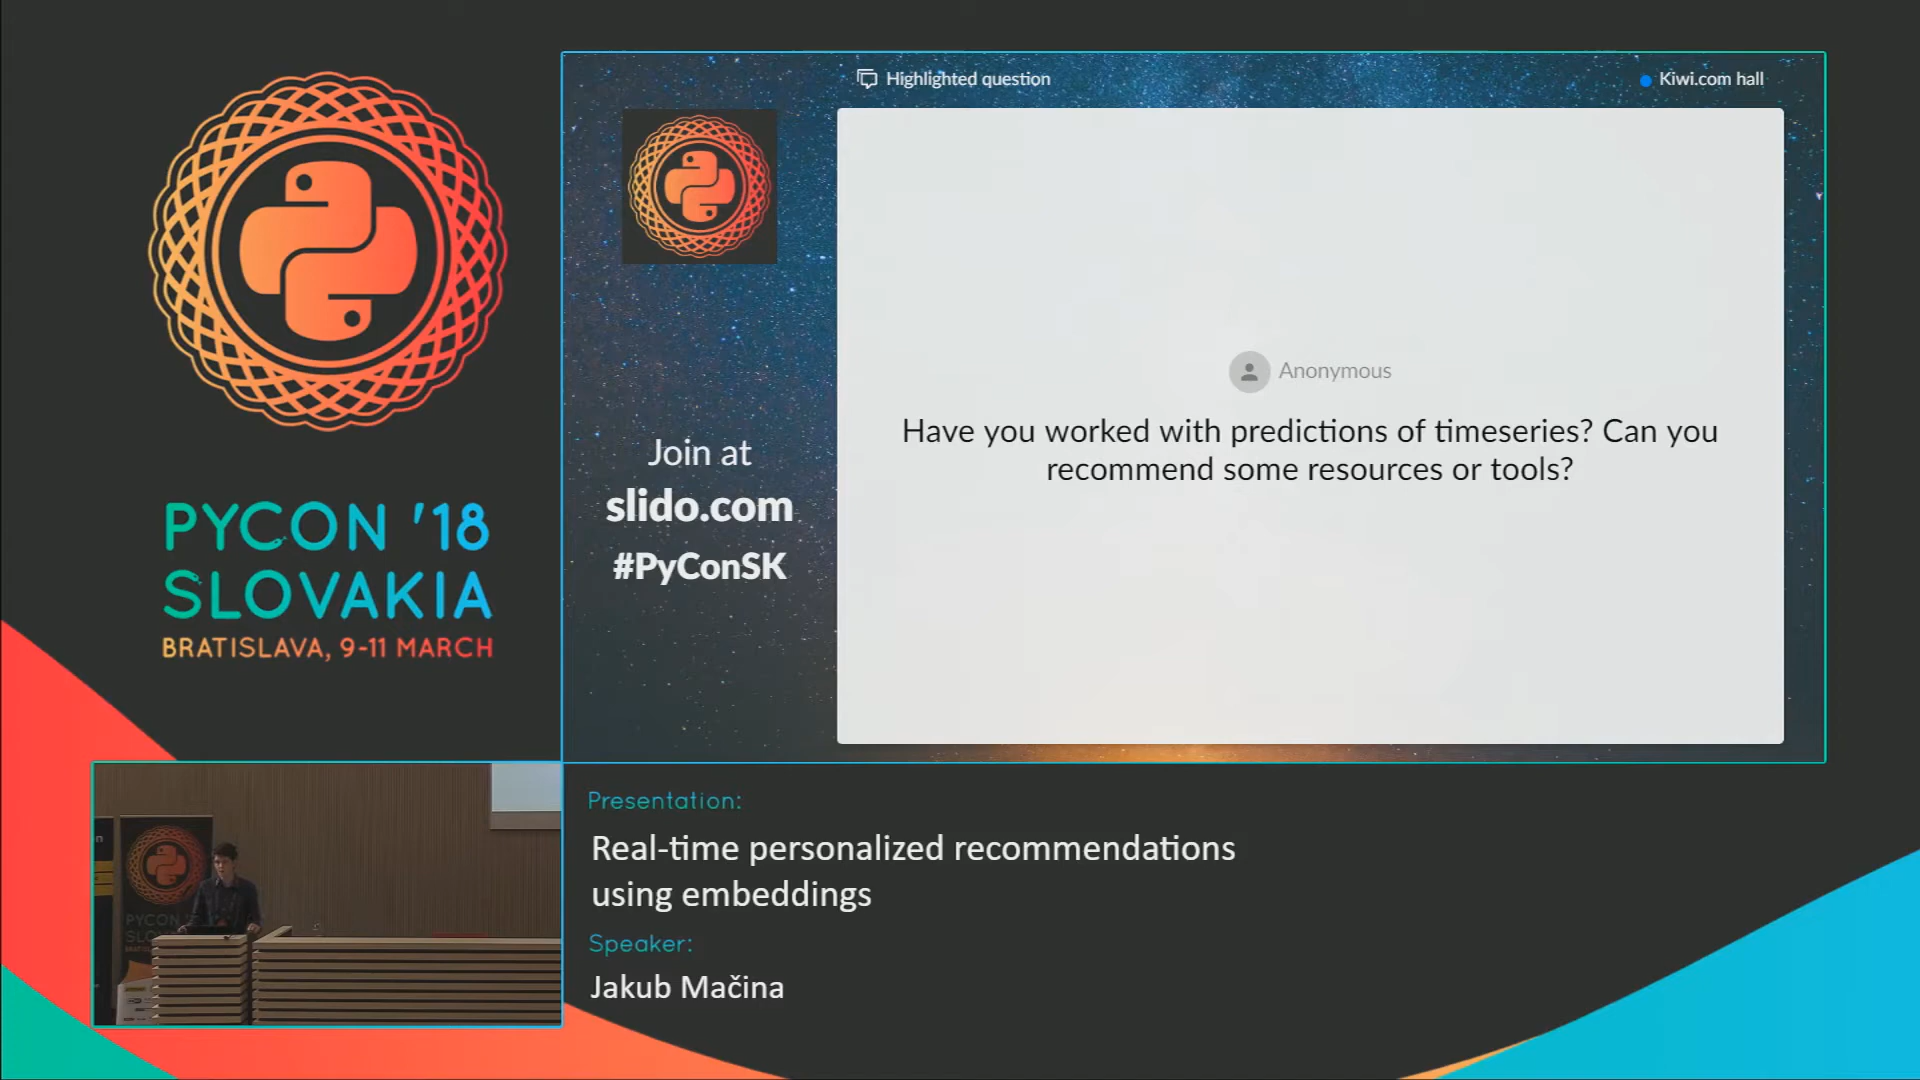 PYCON '18
SLOVAKIA
BRATISLAVA, 9-11 MARCH
Highlighted question
Kiwi.com hall
Join at
slido.com
#PyConSK
Anonymous
Have you worked with predictions of timeseries? Can you
recommend some resources or tools?
PYCON '
SLOV
Presentation:
Real-time personalized recommendations
using embeddings
Speaker:
Jakub Mačina